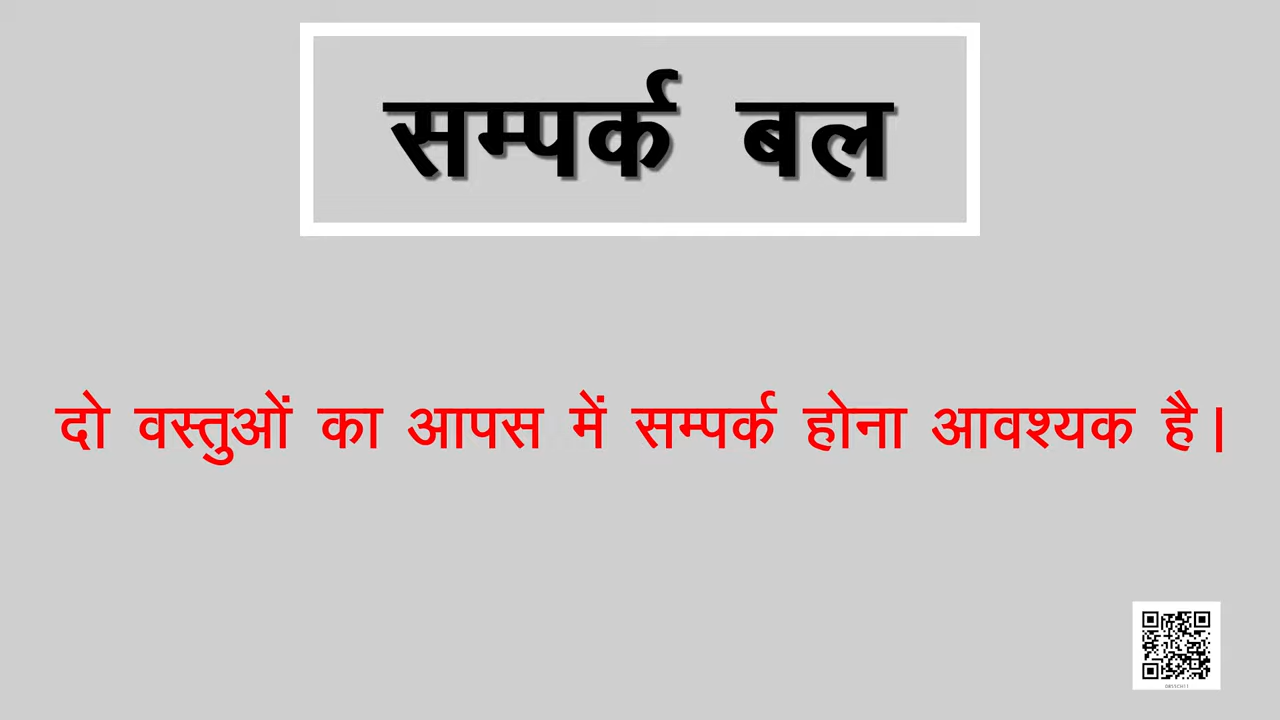 सम्पर्क बल
दो वस्तुओं का आपस में सम्पर्क होना आवश्यक है।